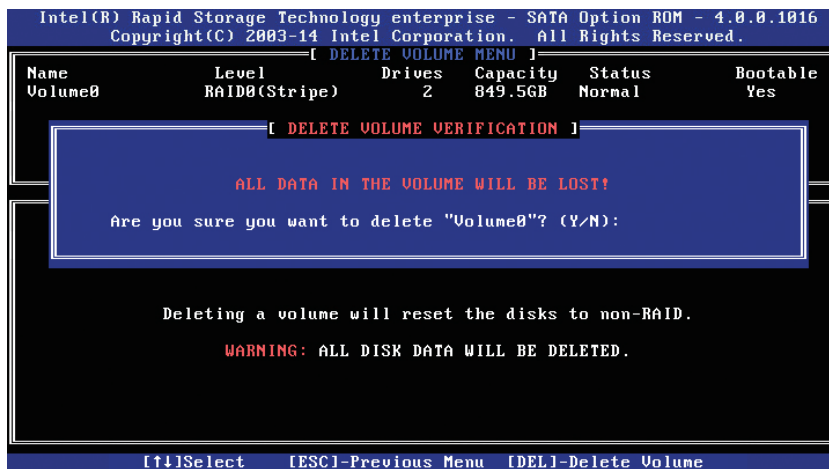 Intel(R) Rapid Storage Technology enterprise - SATA Option ROM - 4.0.0.1016
Copyright(C) 2003-14 Intel Corporation. All Rights Reserved.
[ DELETE VOLUME MENU ]
Name Level Drives Capacity Status Bootable
Volume0 RAID0(Stripe) 2 849.5GB Normal Yes
[ DELETE VOLUME VERIFICATION ]
ALL DATA IN THE VOLUME WILL BE LOST!
Are you sure you want to delete "Volume0"? (Y/N):
Deleting a volume will reset the disks to non-RAID.
WARNING: ALL DISK DATA WILL BE DELETED.
[↑↓]Select [ESC]-Previous Menu [DEL]-Delete Volume